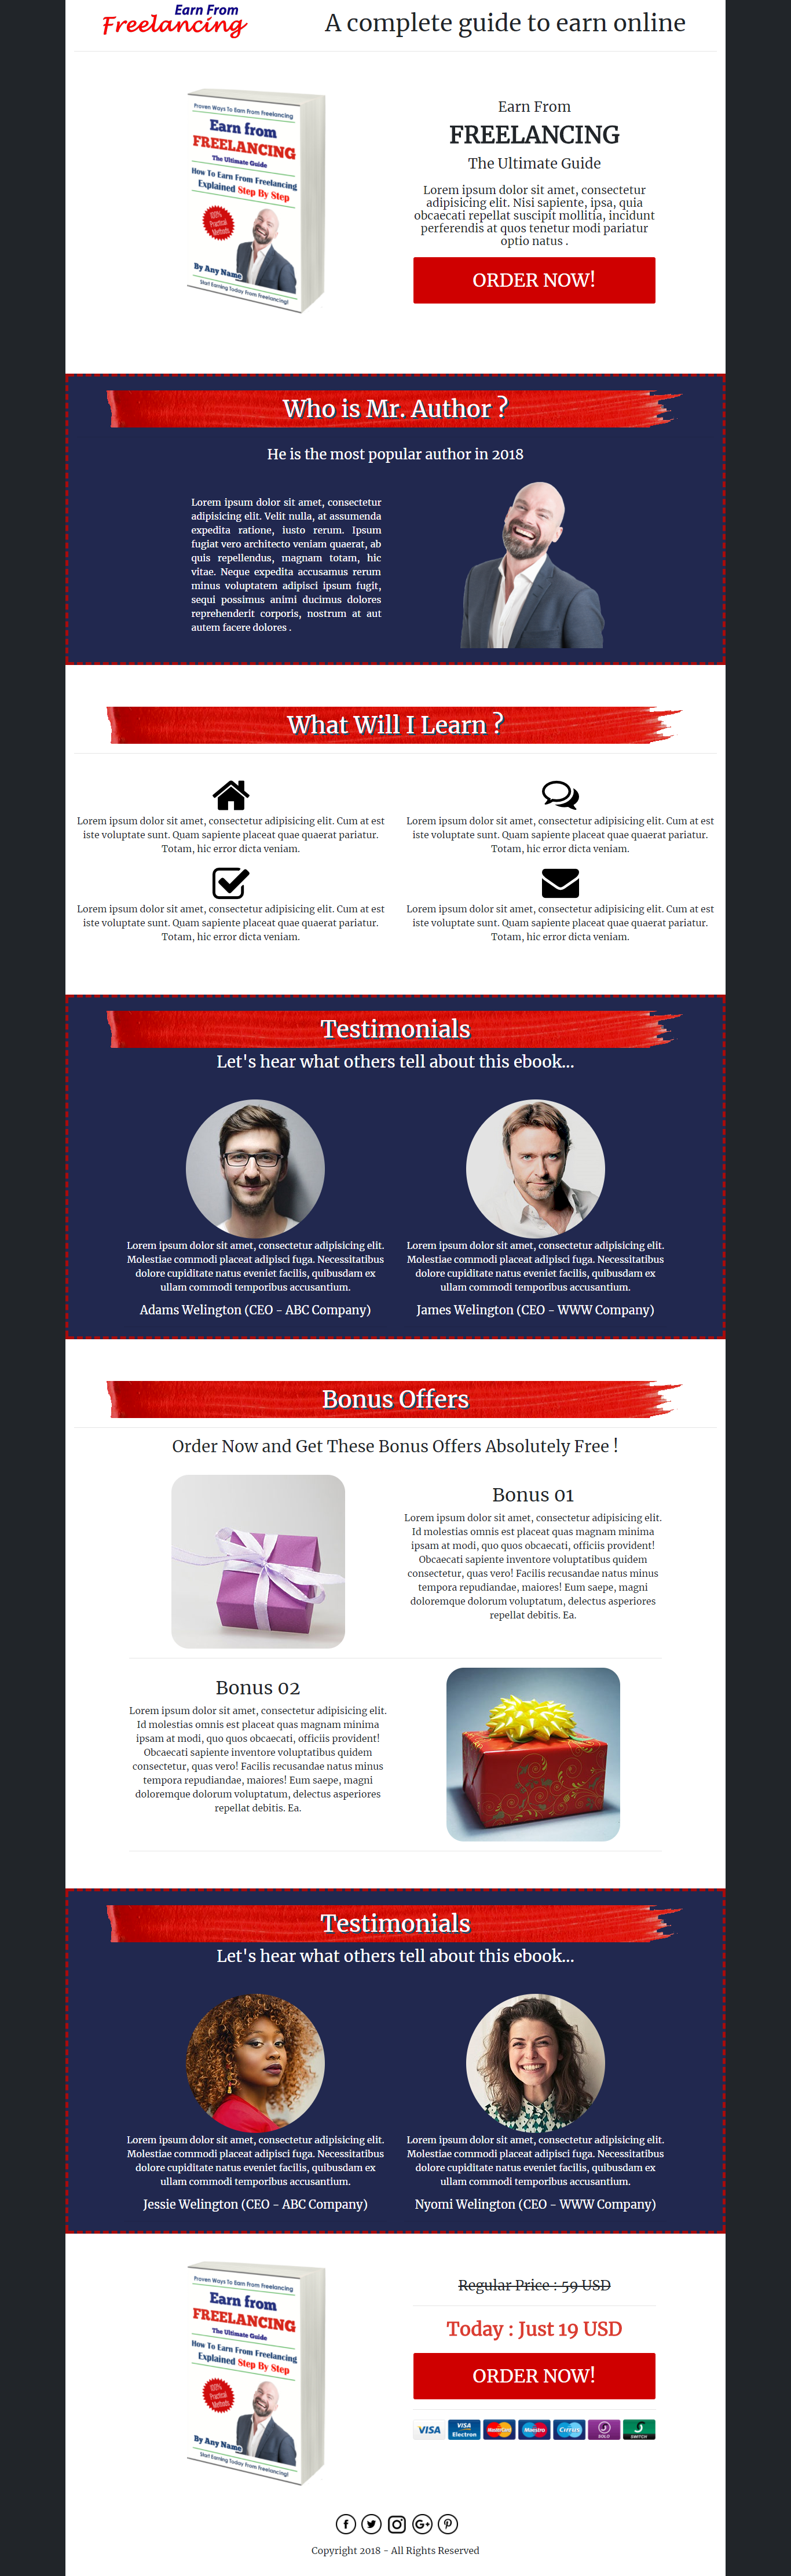 Earn From
Freelancing
A complete guide to earn online
Proven Ways To Earn From Freelancing
Earn from
FREELANCING
The Ultimate Guide
How To Earn From Freelancing
Explained Step By Step
100%
Practical
Methods
By Any Name
Start Earning Today From Freelancing!
Earn From
FREELANCING
The Ultimate Guide
Lorem ipsum dolor sit amet, consectetur
adipisicing elit. Nisi sapiente, ipsa, quia
obcaecati repellat suscipit mollitia, incidunt
perferendis at quos tenetur modi pariatur
optio natus .
ORDER NOW!
Who is Mr. Author ?
He is the most popular author in 2018
Lorem ipsum dolor sit amet, consectetur
adipisicing elit. Velit nulla, at assumenda
expedita ratione, iusto rerum. Ipsum
fugiat vero architecto veniam quaerat, ab
quis repellendus, magnam totam, hic
vitae. Neque expedita accusamus rerum
minus voluptatem adipisci ipsum fugit,
sequi possimus animi ducimus dolores
reprehenderit corporis, nostrum at aut
autem facere dolores .
What Will I Learn ?
Lorem ipsum dolor sit amet, consectetur adipisicing elit. Cum at est
iste voluptate sunt. Quam sapiente placeat quae quaerat pariatur.
Totam, hic error dicta veniam.
Lorem ipsum dolor sit amet, consectetur adipisicing elit. Cum at est
iste voluptate sunt. Quam sapiente placeat quae quaerat pariatur.
Totam, hic error dicta veniam.
Lorem ipsum dolor sit amet, consectetur adipisicing elit. Cum at est
iste voluptate sunt. Quam sapiente placeat quae quaerat pariatur.
Totam, hic error dicta veniam.
Lorem ipsum dolor sit amet, consectetur adipisicing elit. Cum at est
iste voluptate sunt. Quam sapiente placeat quae quaerat pariatur.
Totam, hic error dicta veniam.
Testimonials
Let's hear what others tell about this ebook...
Lorem ipsum dolor sit amet, consectetur adipisicing elit.
Molestiae commodi placeat adipisci fuga. Necessitatibus
dolore cupiditate natus eveniet facilis, quibusdam ex
ullam commodi temporibus accusantium.
Adams Welington (CEO - ABC Company)
Lorem ipsum dolor sit amet, consectetur adipisicing elit.
Molestiae commodi placeat adipisci fuga. Necessitatibus
dolore cupiditate natus eveniet facilis, quibusdam ex
ullam commodi temporibus accusantium.
James Welington (CEO - WWW Company)
Bonus Offers
Order Now and Get These Bonus Offers Absolutely Free !
Bonus 01
Lorem ipsum dolor sit amet, consectetur adipisicing elit.
Id molestias omnis est placeat quas magnam minima
ipsam at modi, quo quos obcaecati, officiis provident!
Obcaecati sapiente inventore voluptatibus quidem
consectetur, quas vero! Facilis recusandae natus minus
tempora repudiandae, maiores! Eum saepe, magni
doloremque dolorum voluptatum, delectus asperiores
repellat debitis. Ea.
Bonus 02
Lorem ipsum dolor sit amet, consectetur adipisicing elit.
Id molestias omnis est placeat quas magnam minima
ipsam at modi, quo quos obcaecati, officiis provident!
Obcaecati sapiente inventore voluptatibus quidem
consectetur, quas vero! Facilis recusandae natus minus
tempora repudiandae, maiores! Eum saepe, magni
doloremque dolorum voluptatum, delectus asperiores
repellat debitis. Ea.
Testimonials
Let's hear what others tell about this ebook...
Lorem ipsum dolor sit amet, consectetur adipisicing elit.
Molestiae commodi placeat adipisci fuga. Necessitatibus
dolore cupiditate natus eveniet facilis, quibusdam ex
ullam commodi temporibus accusantium.
Jessie Welington (CEO - ABC Company)
Lorem ipsum dolor sit amet, consectetur adipisicing elit.
Molestiae commodi placeat adipisci fuga. Necessitatibus
dolore cupiditate natus eveniet facilis, quibusdam ex
ullam commodi temporibus accusantium.
Nyomi Welington (CEO - WWW Company)
Proven Ways To Earn From Freelancing
Earn from
FREELANCING
The Ultimate Guide
How To Earn From Freelancing
Explained Step By Step
100%
Practical
Methods
By Any Name
Start Earning Today From Freelancing!
Regular Price : 59 USD
Today : Just 19 USD
ORDER NOW!
VISA VISA Electron MasterCard Maestro Cirrus SOLO SWITCH
Copyright 2018 - All Rights Reserved